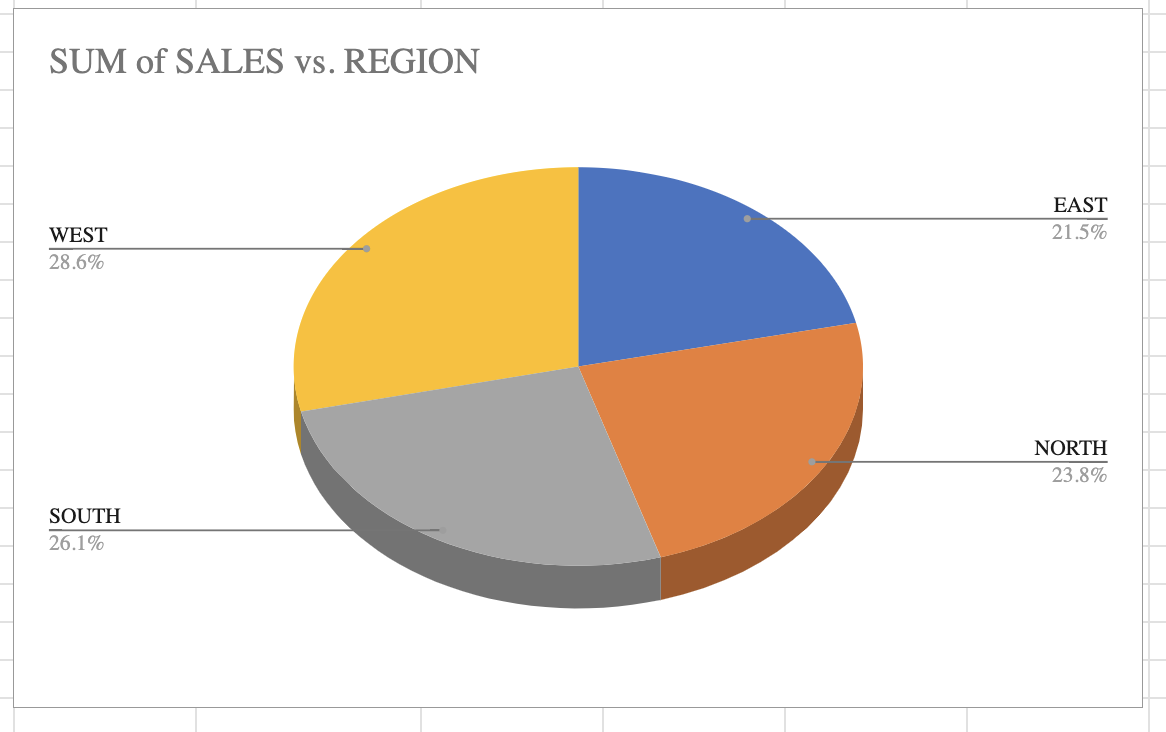 SUM of SALES vs. REGION
EAST
21.5%
WEST
28.6%
NORTH
23.8%
SOUTH
26.1%